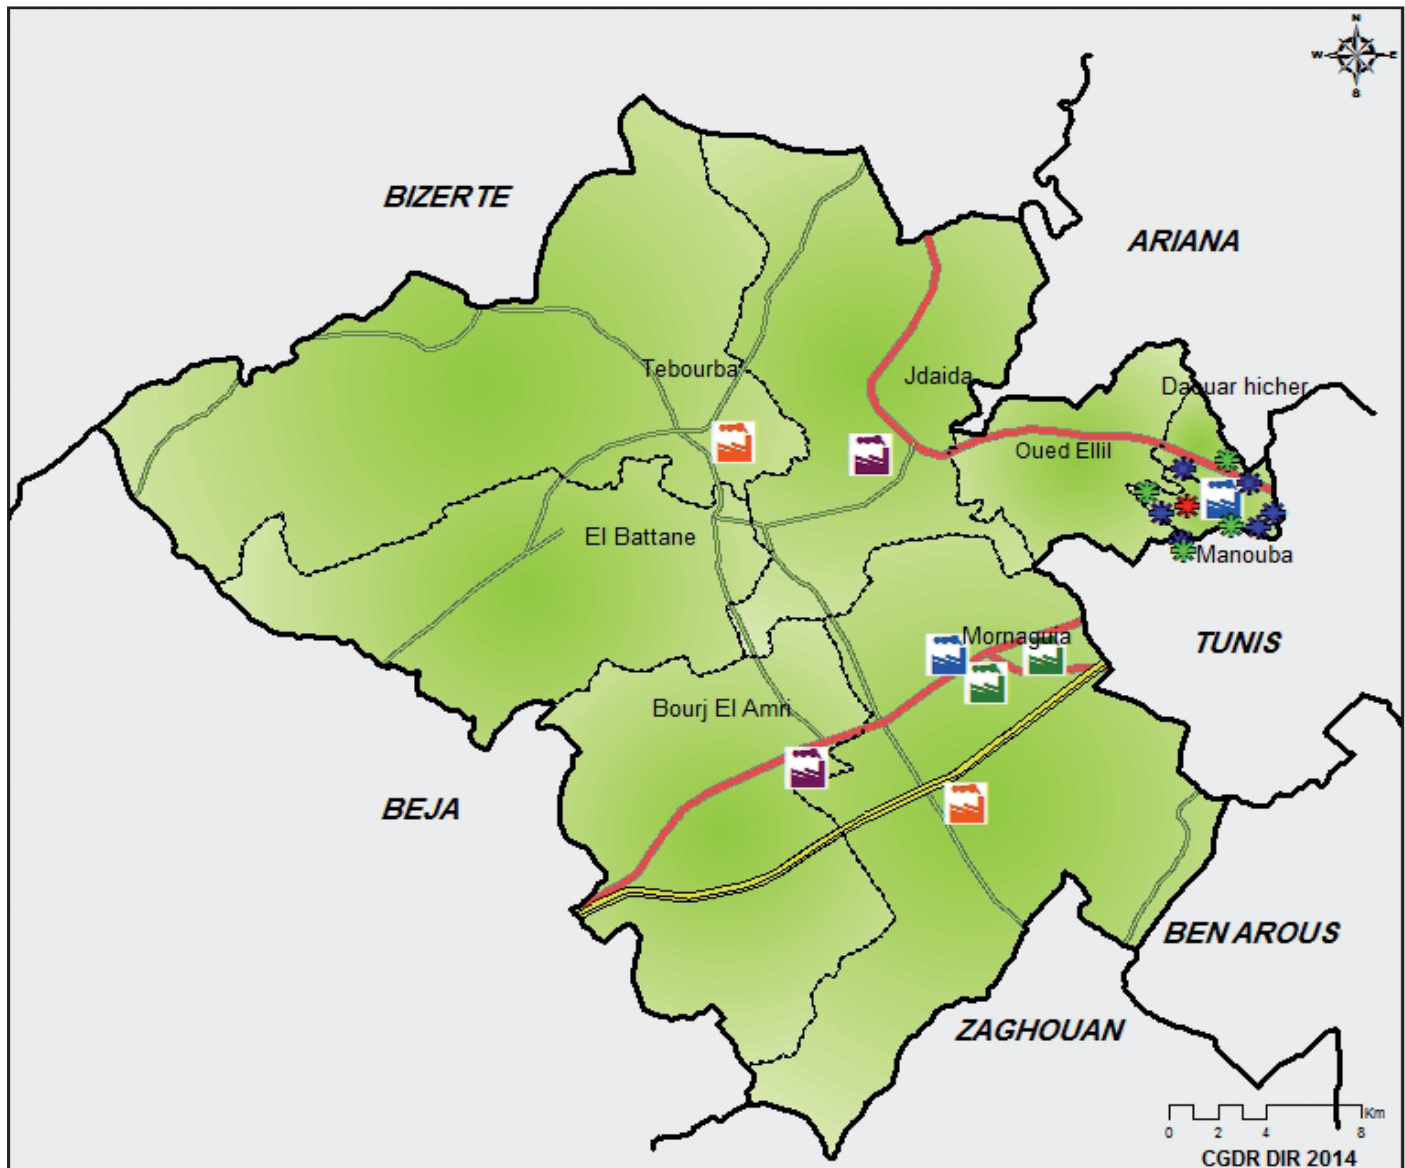 N
W E
S
BIZERTE
ARIANA
Tebourba
Jdaida
Daouar hicher
Oued Ellil
El Battane
Manouba
Mornaguia
TUNIS
Bourj El Amri
BEJA
BEN AROUS
ZAGHOUAN
Km
0 2 4 8
CGDR DIR 2014